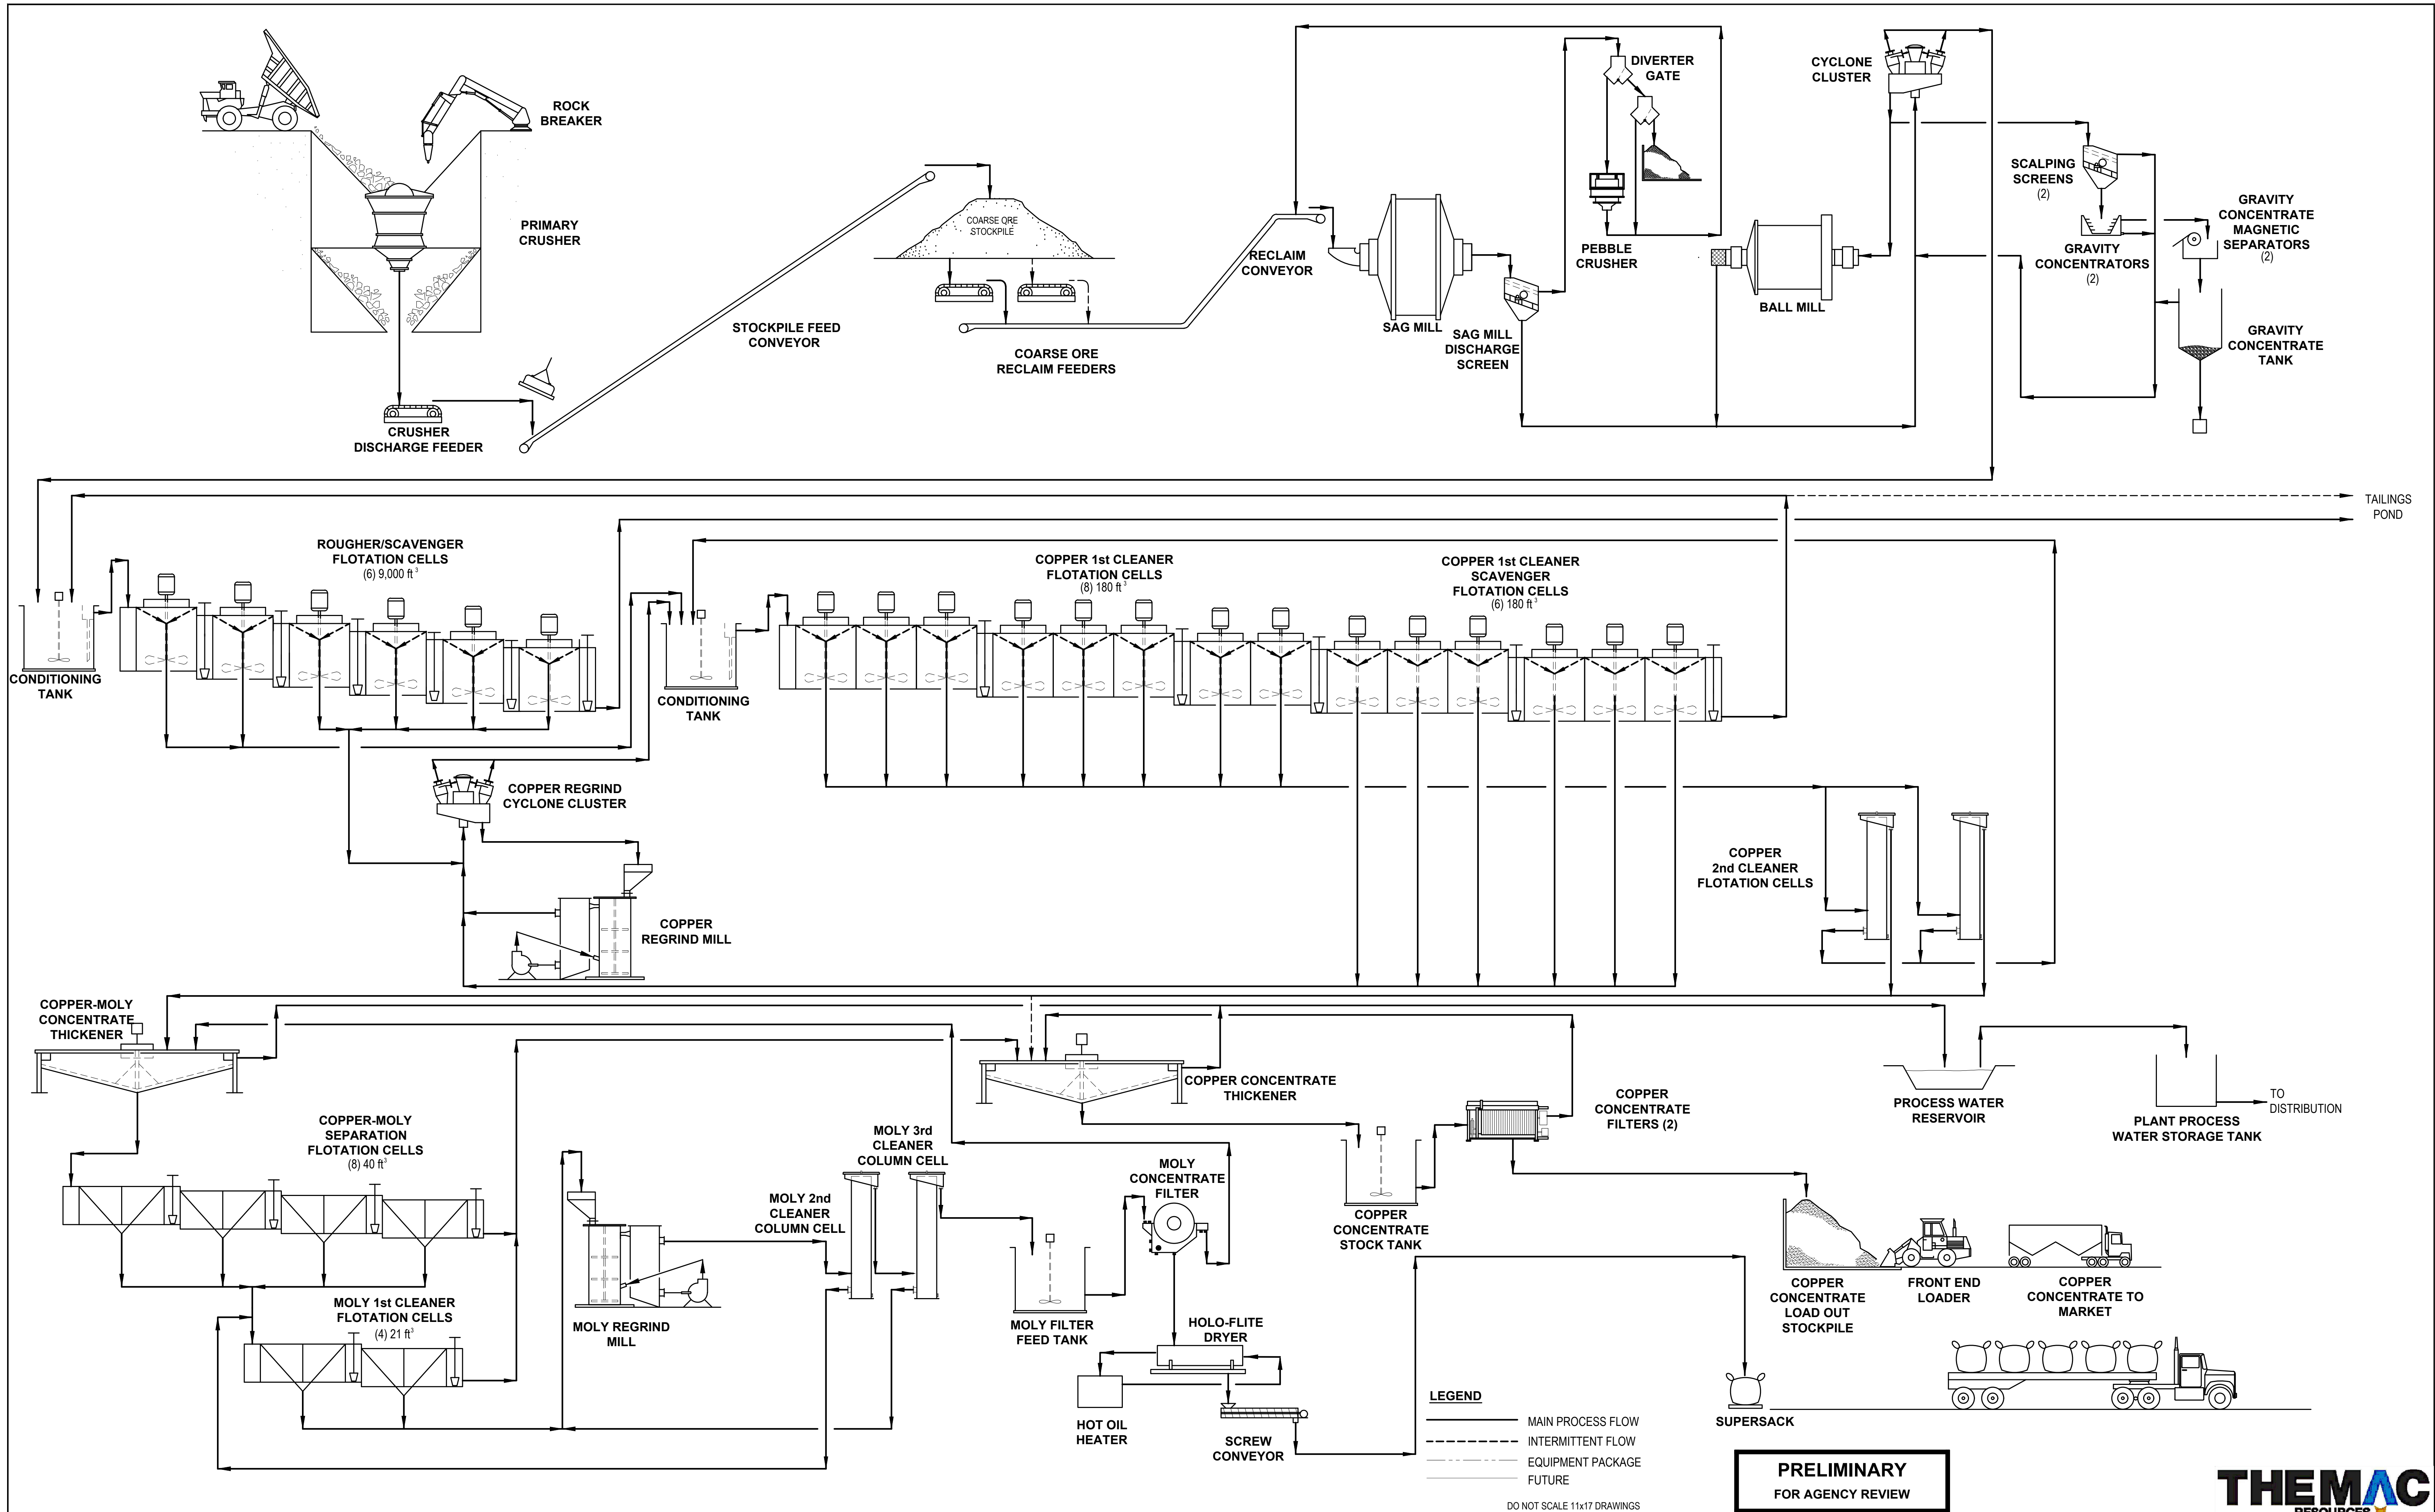 ROCK
BREAKER
PRIMARY
CRUSHER
CRUSHER
DISCHARGE FEEDER
STOCKPILE FEED
CONVEYOR
COARSE ORE
STOCKPILE
COARSE ORE
RECLAIM FEEDERS
RECLAIM
CONVEYOR
SAG MILL
SAG MILL
DISCHARGE
SCREEN
DIVERTER
GATE
PEBBLE
CRUSHER
BALL MILL
CYCLONE
CLUSTER
SCALPING
SCREENS
(2)
GRAVITY
CONCENTRATORS
(2)
GRAVITY
CONCENTRATE
MAGNETIC
SEPARATORS
(2)
GRAVITY
CONCENTRATE
TANK
TAILINGS
POND
CONDITIONING
TANK
ROUGHER/SCAVENGER
FLOTATION CELLS
(6) 9,000 ft³
CONDITIONING
TANK
COPPER 1st CLEANER
FLOTATION CELLS
(8) 180 ft³
COPPER 1st CLEANER
SCAVENGER
FLOTATION CELLS
(6) 180 ft³
COPPER REGRIND
CYCLONE CLUSTER
COPPER
REGRIND MILL
COPPER
2nd CLEANER
FLOTATION CELLS
COPPER-MOLY
CONCENTRATE
THICKENER
COPPER CONCENTRATE
THICKENER
COPPER
CONCENTRATE
FILTERS (2)
PROCESS WATER
RESERVOIR
PLANT PROCESS
WATER STORAGE TANK
TO
DISTRIBUTION
COPPER-MOLY
SEPARATION
FLOTATION CELLS
(8) 40 ft³
MOLY 1st CLEANER
FLOTATION CELLS
(4) 21 ft³
MOLY REGRIND
MILL
MOLY 2nd
CLEANER
COLUMN CELL
MOLY 3rd
CLEANER
COLUMN CELL
MOLY FILTER
FEED TANK
MOLY
CONCENTRATE
FILTER
HOLO-FLITE
DRYER
HOT OIL
HEATER
SCREW
CONVEYOR
COPPER
CONCENTRATE
STOCK TANK
COPPER
CONCENTRATE
LOAD OUT
STOCKPILE
FRONT END
LOADER
COPPER
CONCENTRATE TO
MARKET
SUPERSACK
LEGEND
MAIN PROCESS FLOW
INTERMITTENT FLOW
EQUIPMENT PACKAGE
FUTURE
DO NOT SCALE 11x17 DRAWINGS
PRELIMINARY
FOR AGENCY REVIEW
THEMAC
RESOURCES